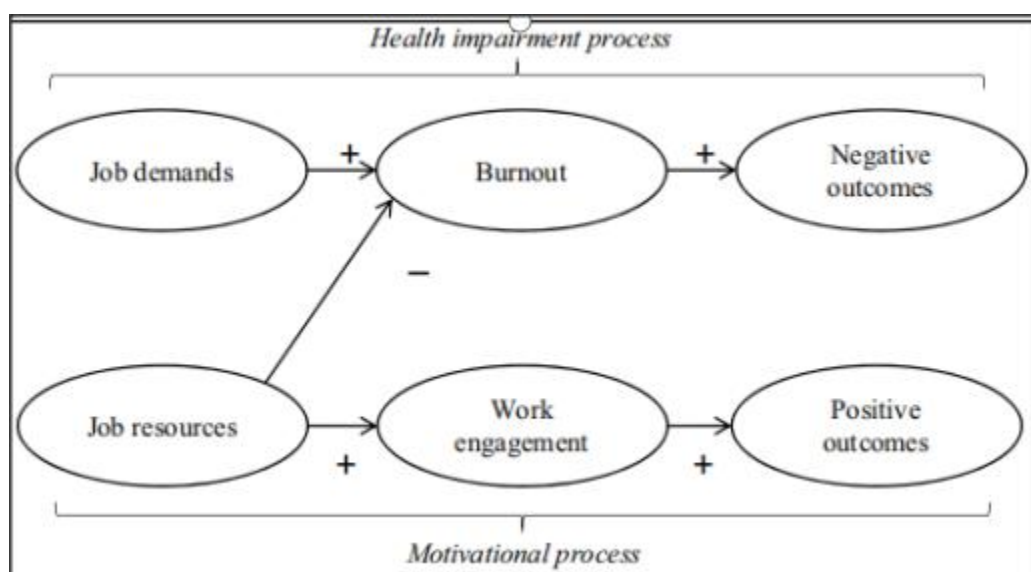 Health impairment process
Job demands
+
Burnout
+
Negative
outcomes
−
Job resources
+
Work
engagement
+
Positive
outcomes
Motivational process